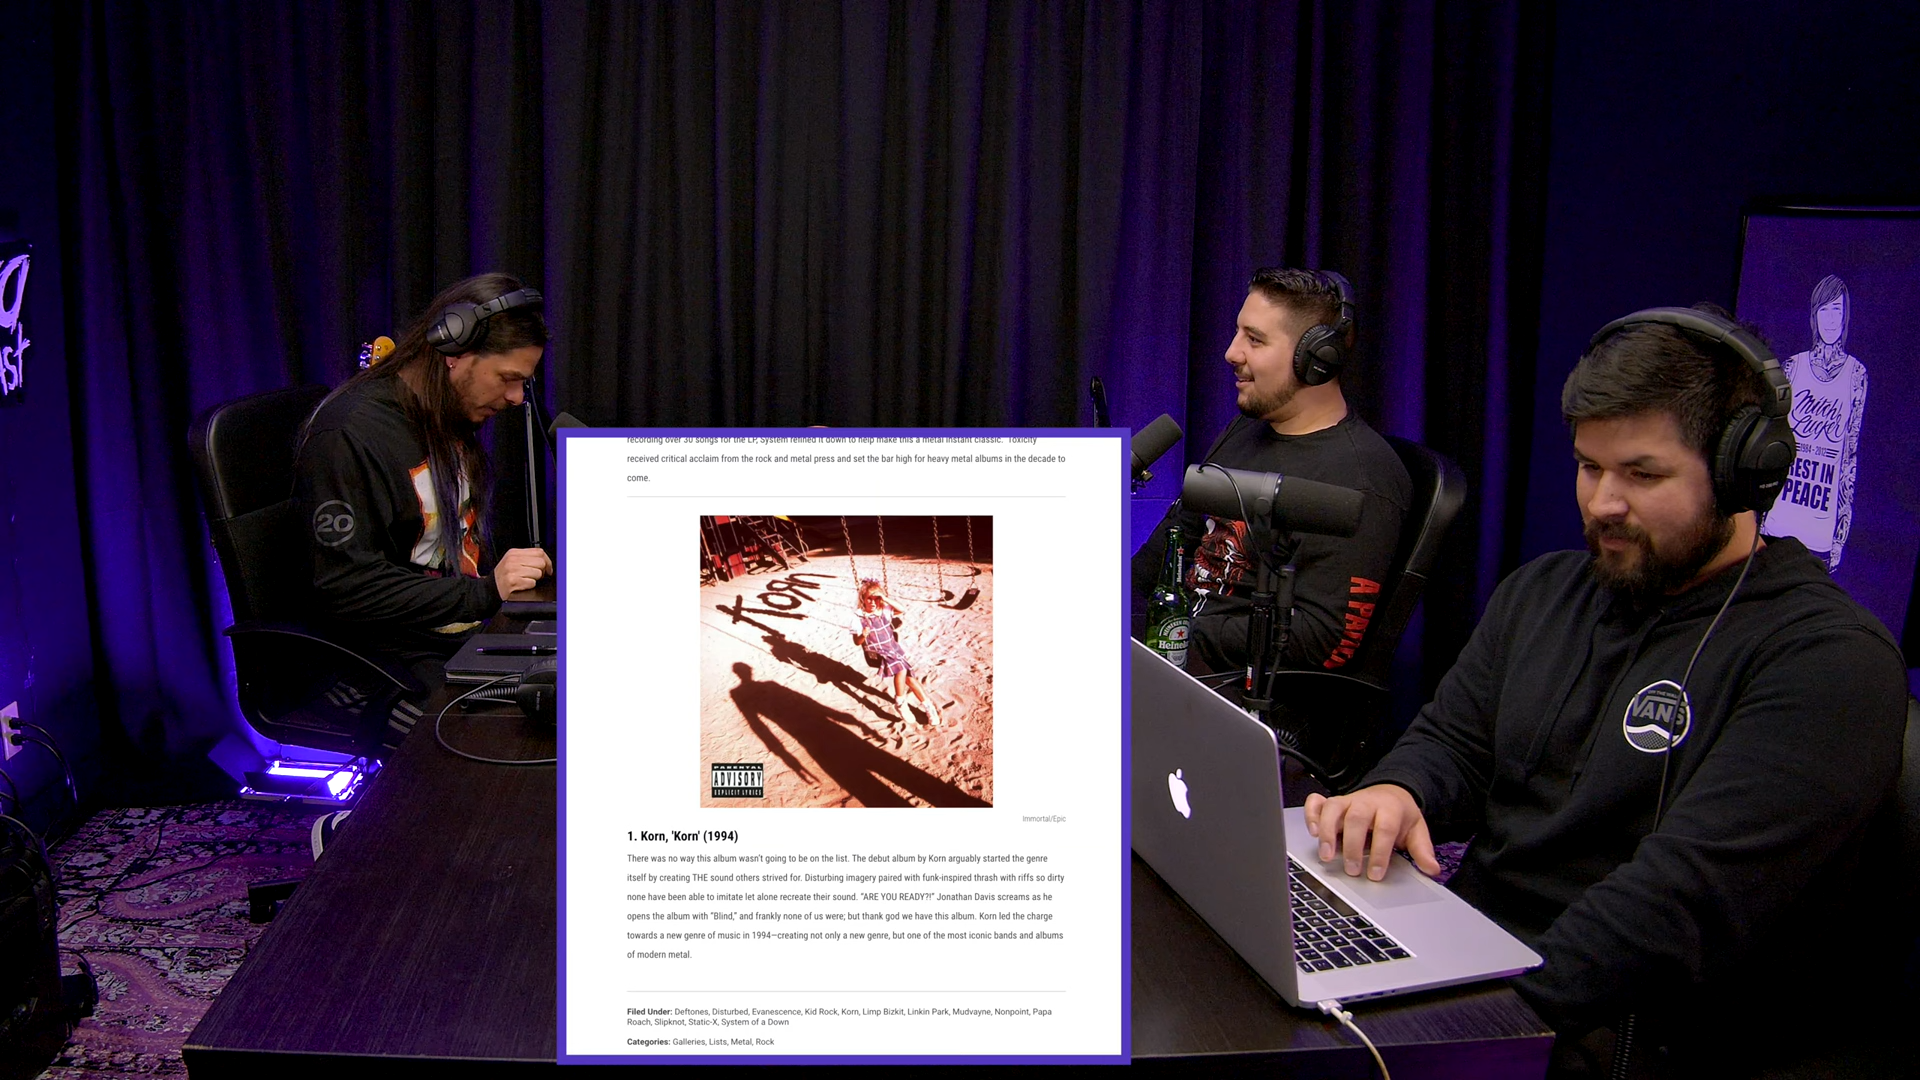 recording over 30 songs for the LP, System refined it down to help make this a metal instant classic. Toxicity
received critical acclaim from the rock and metal press and set the bar high for heavy metal albums in the decade to
come.
Korn
PARENTAL
ADVISORY
EXPLICIT LYRICS
Immortal/Epic
1. Korn, 'Korn' (1994)
There was no way this album wasn't going to be on the list. The debut album by Korn arguably started the genre
itself by creating THE sound others strived for. Disturbing imagery paired with funk-inspired thrash with riffs so dirty
none have been able to imitate let alone recreate their sound. “ARE YOU READY?!” Jonathan Davis screams as he
opens the album with “Blind,” and frankly none of us were; but thank god we have this album. Korn led the charge
towards a new genre of music in 1994—creating not only a new genre, but one of the most iconic bands and albums
of modern metal.
Filed Under: Deftones, Disturbed, Evanescence, Kid Rock, Korn, Limp Bizkit, Linkin Park, Mudvayne, Nonpoint, Papa
Roach, Slipknot, Static-X, System of a Down
Categories: Galleries, Lists, Metal, Rock
20
Heineken
VANS
Mitch
Lucker
1984 - 2012
REST IN
PEACE